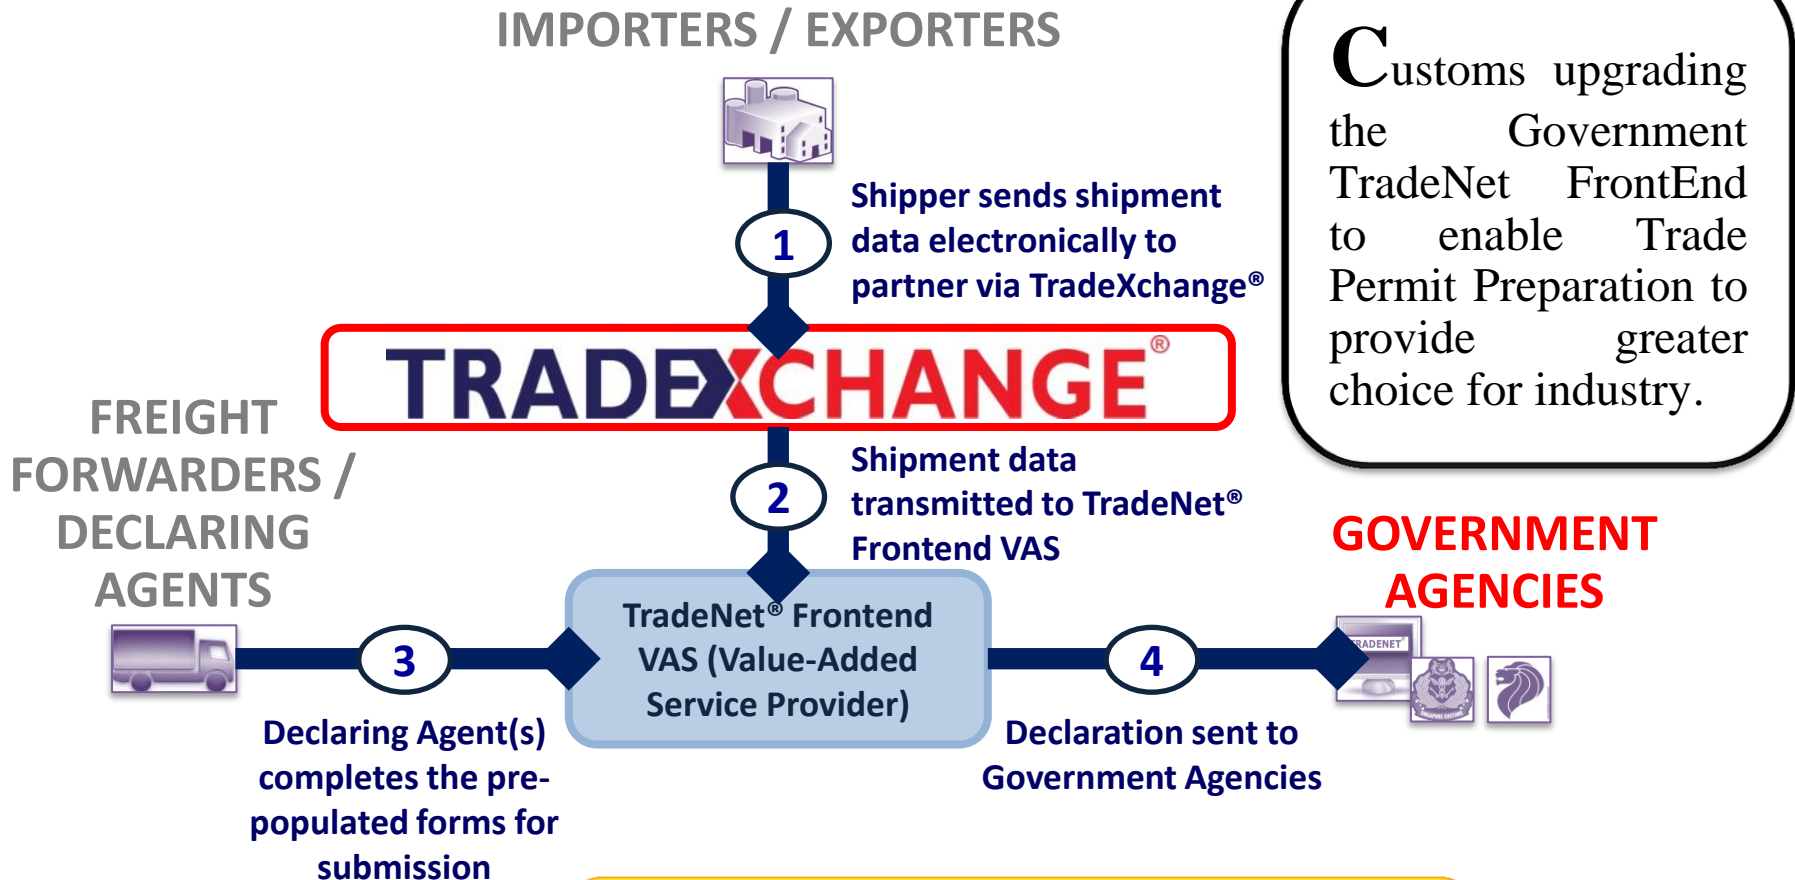 IMPORTERS / EXPORTERS
Customs upgrading
the Government
TradeNet FrontEnd
to enable Trade
Permit Preparation to
provide greater
choice for industry.
1
Shipper sends shipment
data electronically to
partner via TradeXchange®
TRADEXCHANGE®
FREIGHT
FORWARDERS /
DECLARING
AGENTS
2
Shipment data
transmitted to TradeNet®
Frontend VAS
GOVERNMENT
AGENCIES
TradeNet® Frontend
VAS (Value-Added
Service Provider)
3
4
TRADENET®
SINGAPORE CUSTOMS
Declaring Agent(s)
completes the pre-
populated forms for
submission
Declaration sent to
Government Agencies